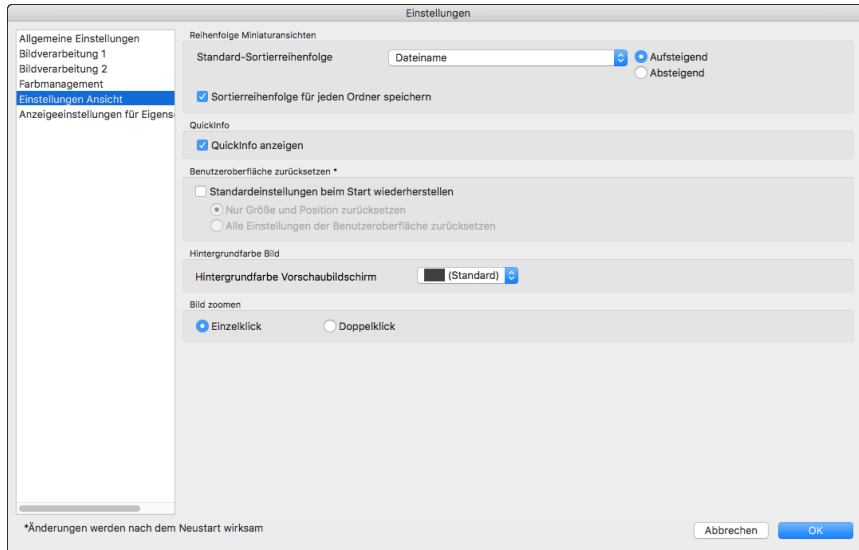 Einstellungen
Allgemeine Einstellungen
Bildverarbeitung 1
Bildverarbeitung 2
Farbmanagement
Einstellungen Ansicht
Anzeigeeinstellungen für Eigens
Reihenfolge Miniaturansichten
Standard-Sortierreihenfolge
Dateiname
Aufsteigend
Absteigend
Sortierreihenfolge für jeden Ordner speichern
QuickInfo
QuickInfo anzeigen
Benutzeroberfläche zurücksetzen *
Standardeinstellungen beim Start wiederherstellen
Nur Größe und Position zurücksetzen
Alle Einstellungen der Benutzeroberfläche zurücksetzen
Hintergrundfarbe Bild
Hintergrundfarbe Vorschaubildschirm
(Standard)
Bild zoomen
Einzelklick
Doppelklick
*Änderungen werden nach dem Neustart wirksam
Abbrechen
OK